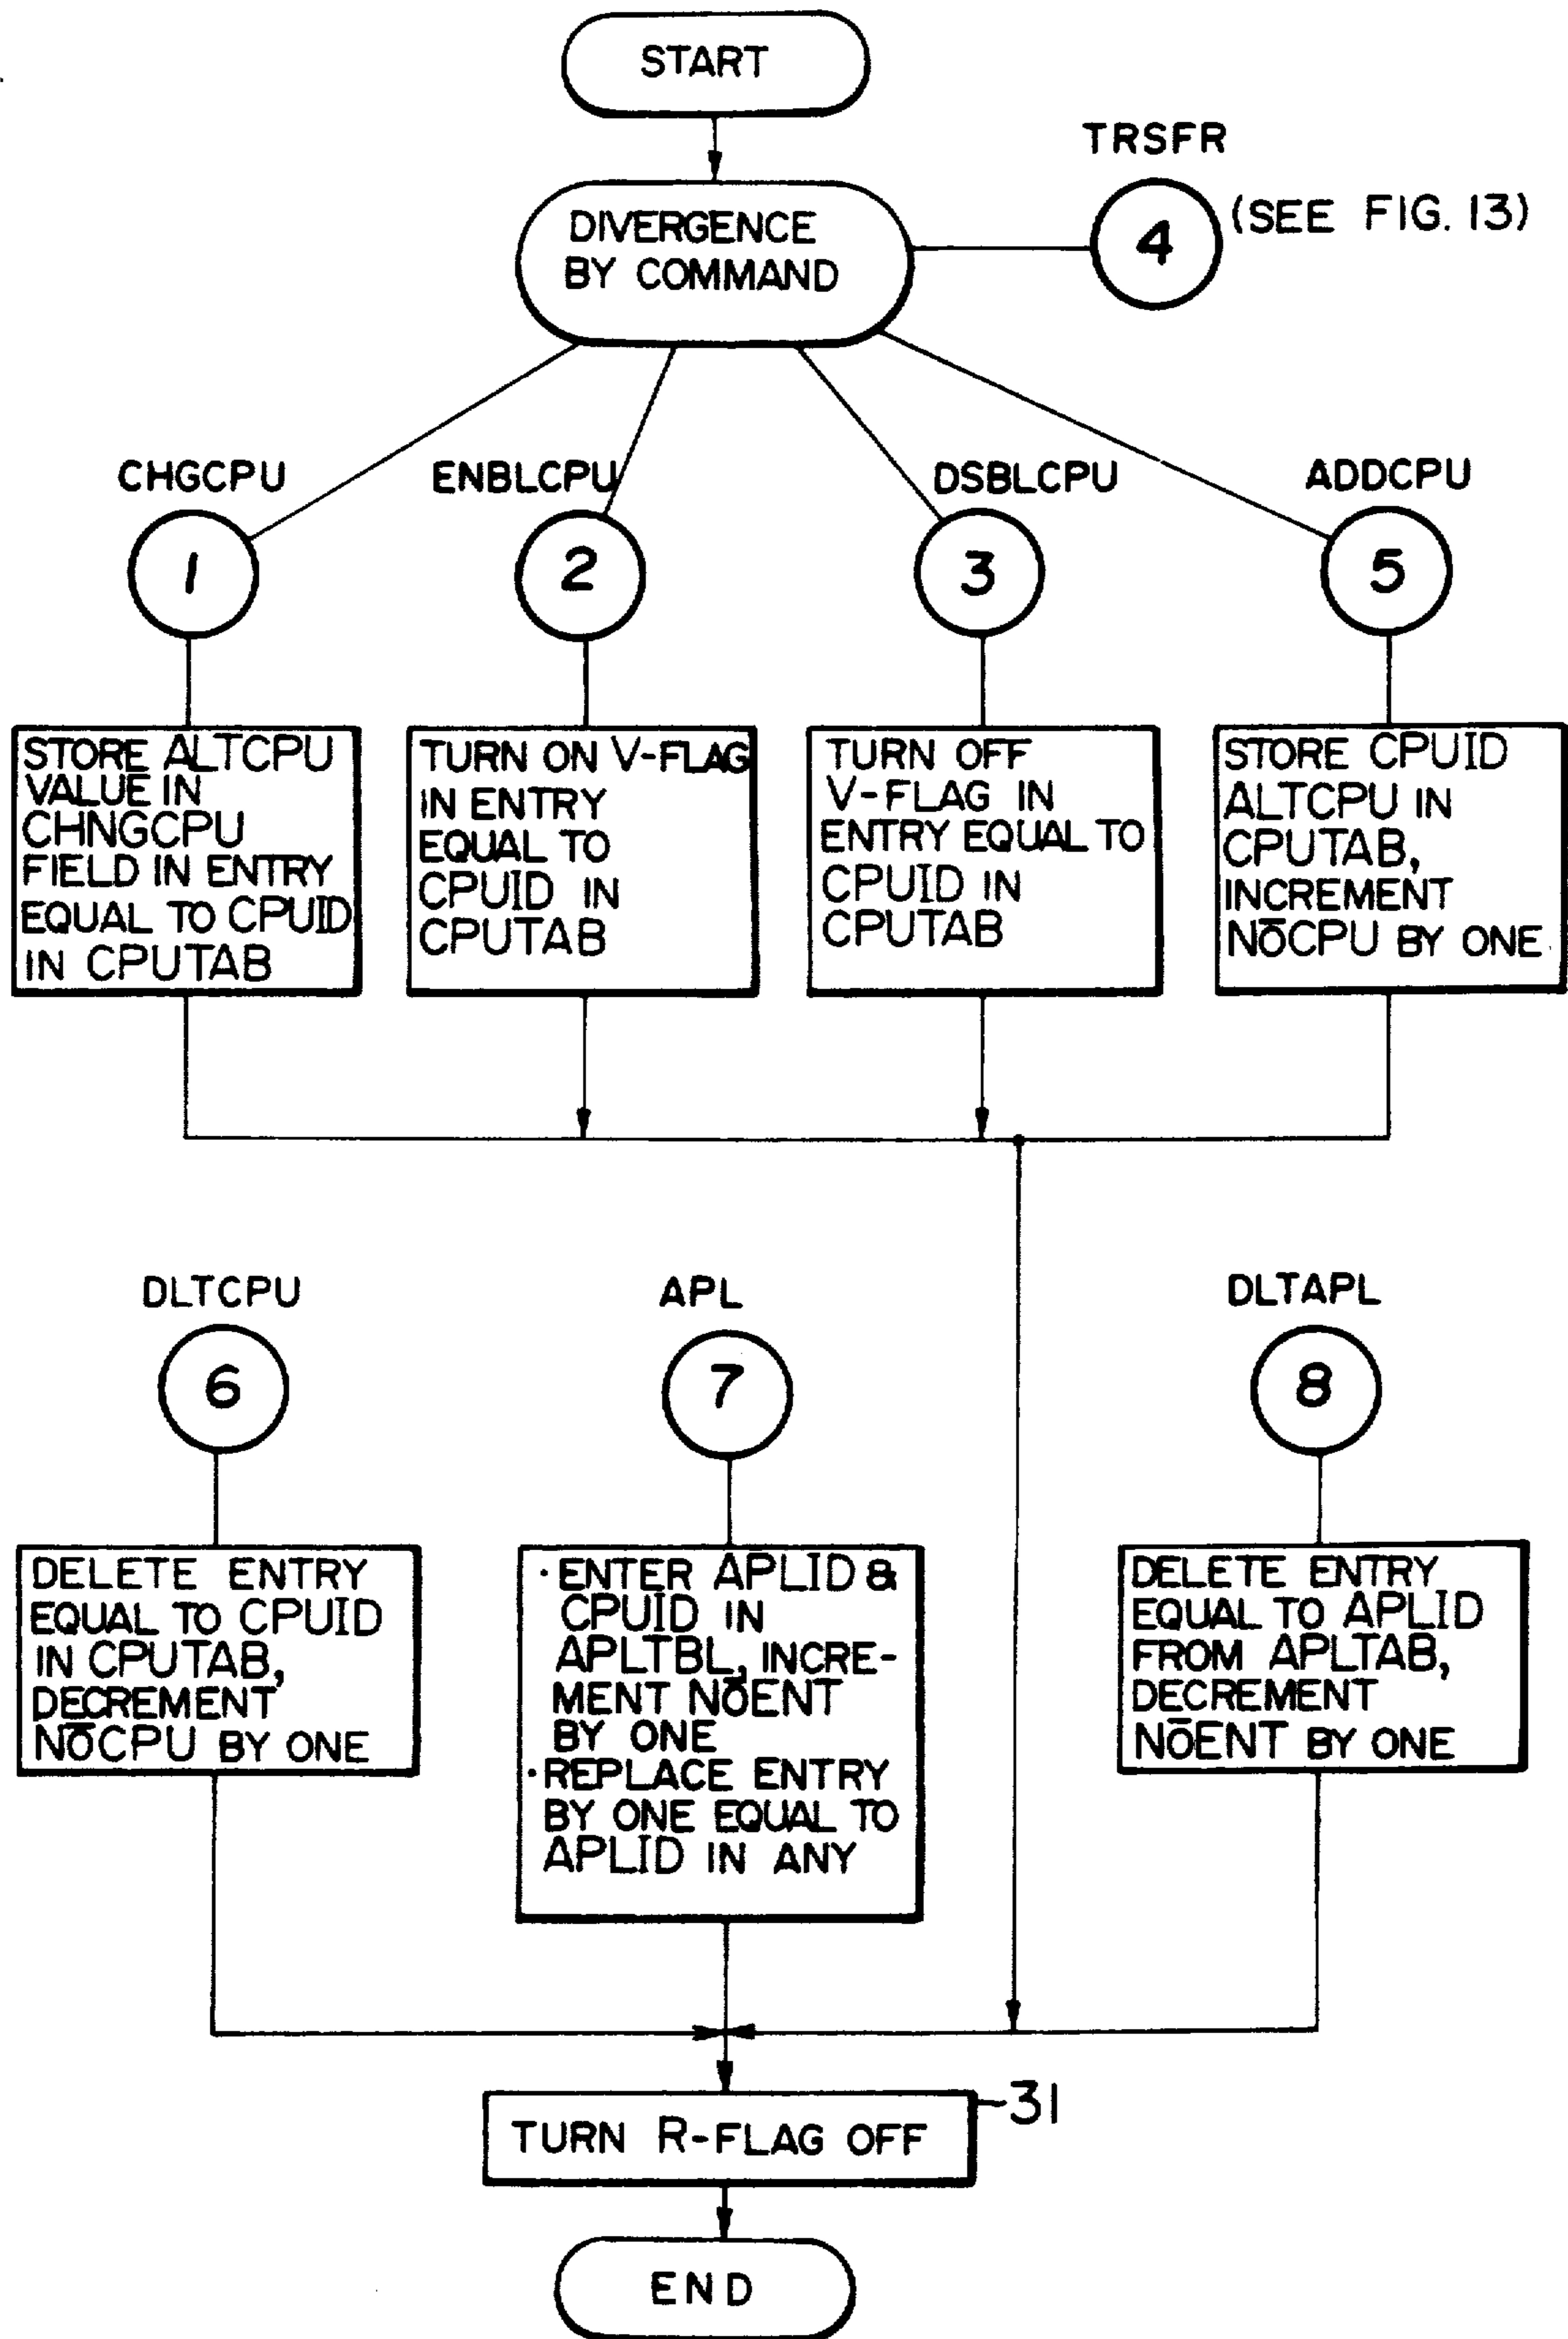 START
TRSFR
DIVERGENCE
BY COMMAND
4
(SEE FIG. 13)
CHGCPU
ENBLCPU
DSBLCPU
ADDCPU
1
2
3
5
STORE ALTCPU
VALUE IN
CHNGCPU
FIELD IN ENTRY
EQUAL TO CPUID
IN CPUTAB
TURN ON V-FLAG
IN ENTRY
EQUAL TO
CPUID IN
CPUTAB
TURN OFF
V-FLAG IN
ENTRY EQUAL TO
CPUID IN
CPUTAB
STORE CPUID
ALTCPU IN
CPUTAB,
INCREMENT
NŌCPU BY ONE
DLTCPU
APL
DLTAPL
6
7
8
DELETE ENTRY
EQUAL TO CPUID
IN CPUTAB,
DECREMENT
NŌCPU BY ONE
· ENTER APLID &
CPUID IN
APLTBL, INCRE-
MENT NŌENT
BY ONE
· REPLACE ENTRY
BY ONE EQUAL TO
APLID IN ANY
DELETE ENTRY
EQUAL TO APLID
FROM APLTAB,
DECREMENT
NŌENT BY ONE
TURN R-FLAG OFF
31
END